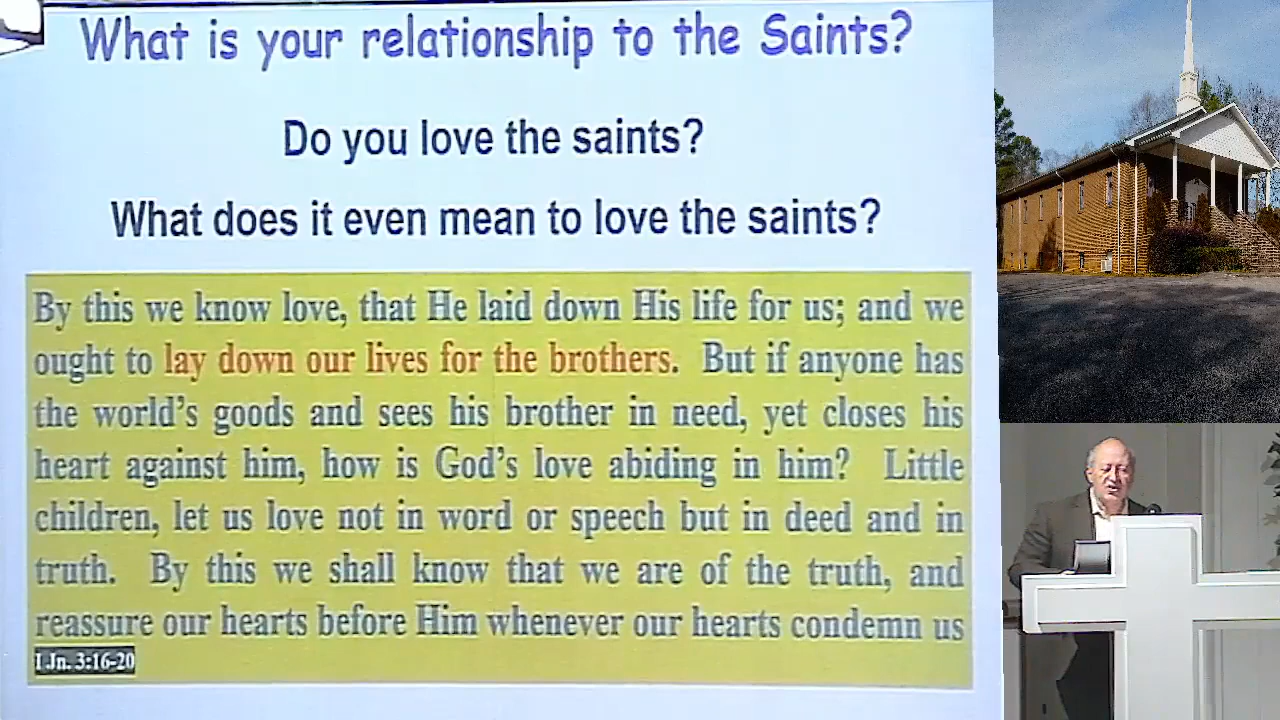 What is your relationship to the Saints?
Do you love the saints?
What does it even mean to love the saints?
By this we know love, that He laid down His life for us; and we
ought to lay down our lives for the brothers. But if anyone has
the world's goods and sees his brother in need, yet closes his
heart against him, how is God's love abiding in him? Little
children, let us love not in word or speech but in deed and in
truth. By this we shall know that we are of the truth, and
reassure our hearts before Him whenever our hearts condemn us
I Jn. 3:16-20